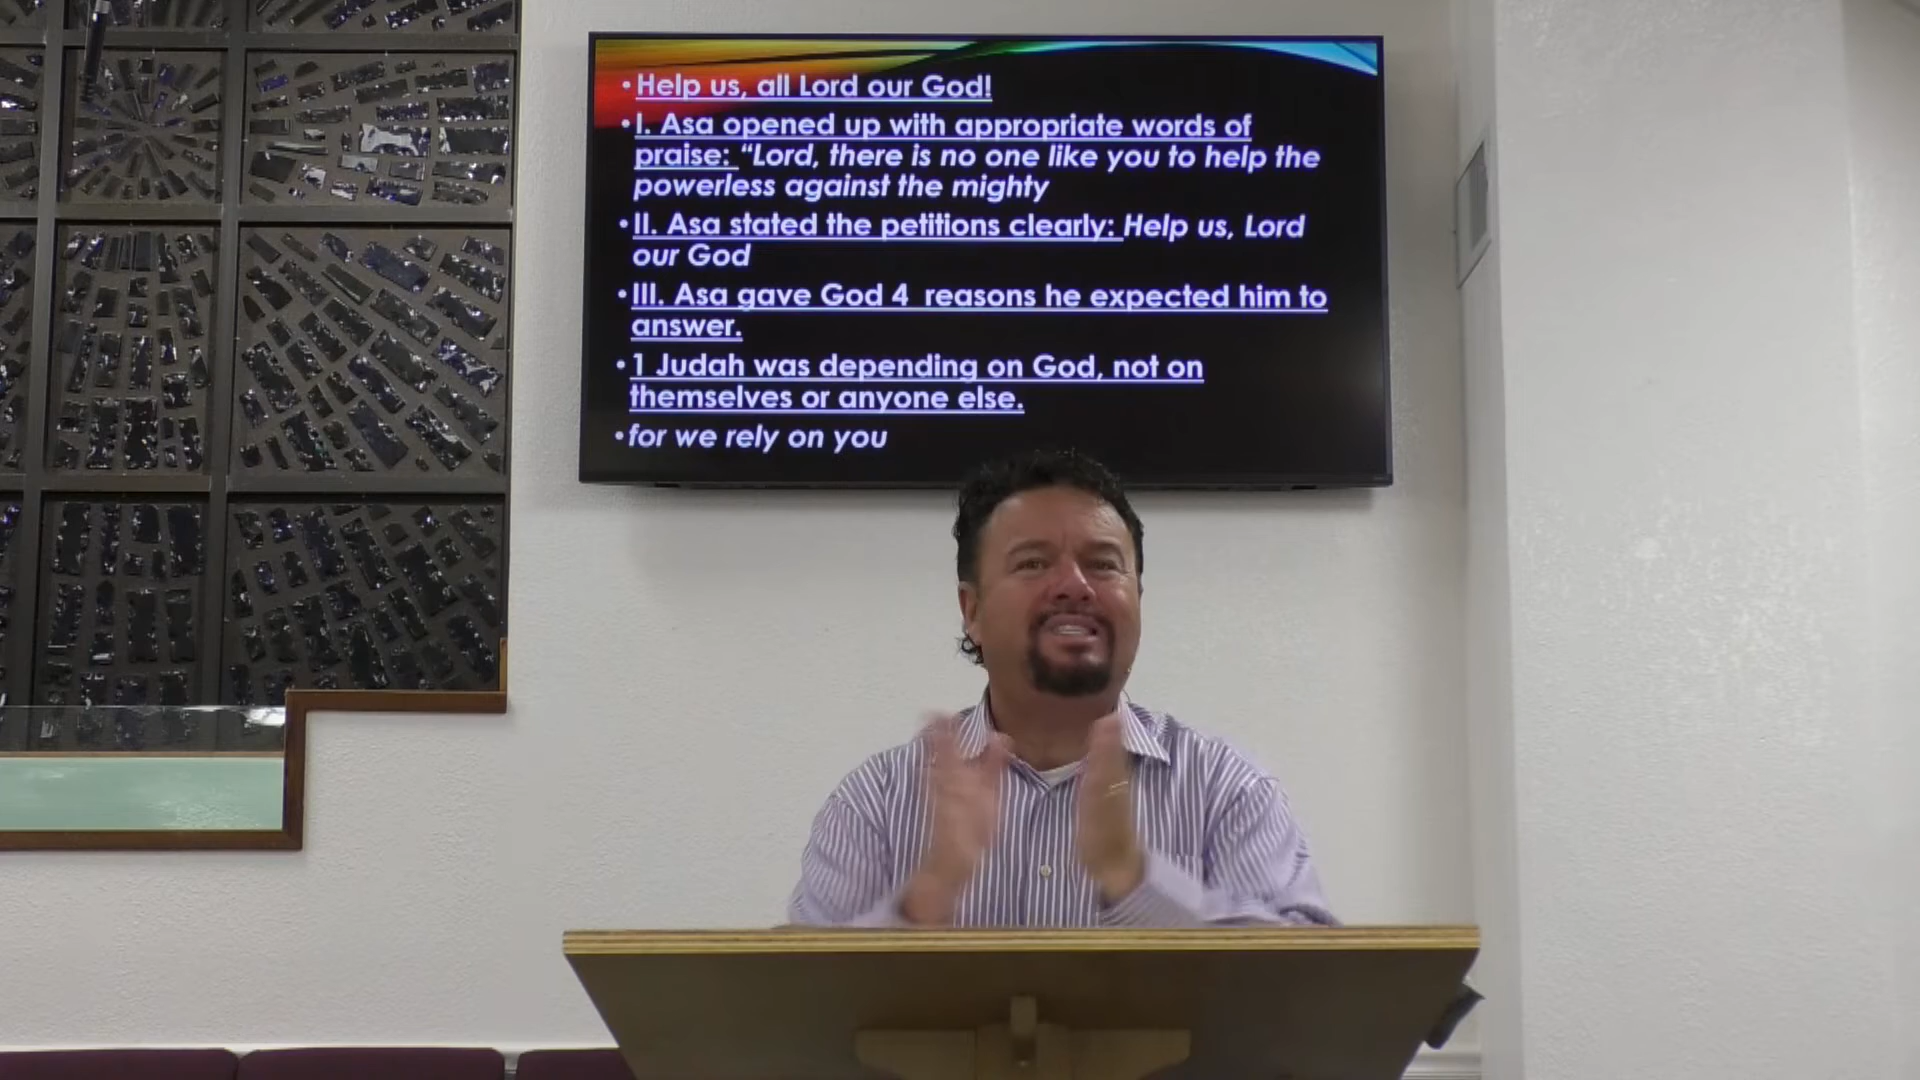 •Help us, all Lord our God!
•I. Asa opened up with appropriate words of
praise: “Lord, there is no one like you to help the
powerless against the mighty
•II. Asa stated the petitions clearly: Help us, Lord
our God
•III. Asa gave God 4  reasons he expected him to
answer.
•1 Judah was depending on God, not on
themselves or anyone else.
•for we rely on you